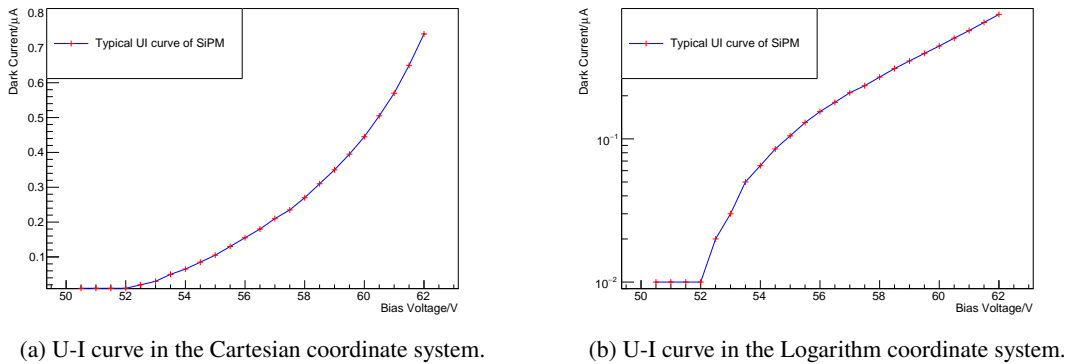 Dark Current/μA
0.8
Typical UI curve of SiPM
0.7
0.6
0.5
0.4
0.3
0.2
0.1
50 52 54 56 58 60 62
Bias Voltage/V
(a) U-I curve in the Cartesian coordinate system.
Dark Current/μA
Typical UI curve of SiPM
10⁻¹
10⁻²
50 52 54 56 58 60 62
Bias Voltage/V
(b) U-I curve in the Logarithm coordinate system.